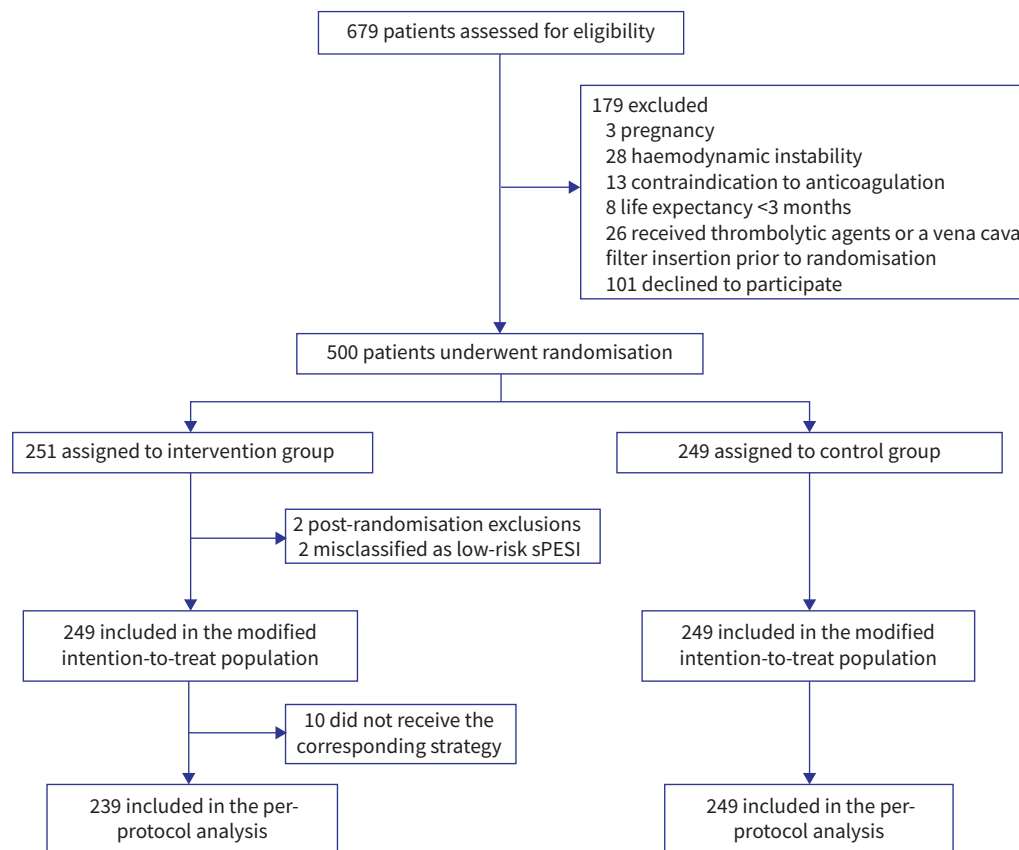 679 patients assessed for eligibility
179 excluded
3 pregnancy
28 haemodynamic instability
13 contraindication to anticoagulation
8 life expectancy <3 months
26 received thrombolytic agents or a vena cava
filter insertion prior to randomisation
101 declined to participate
500 patients underwent randomisation
251 assigned to intervention group
249 assigned to control group
2 post-randomisation exclusions
2 misclassified as low-risk sPESI
249 included in the modified
intention-to-treat population
249 included in the modified
intention-to-treat population
10 did not receive the
corresponding strategy
239 included in the per-
protocol analysis
249 included in the per-
protocol analysis